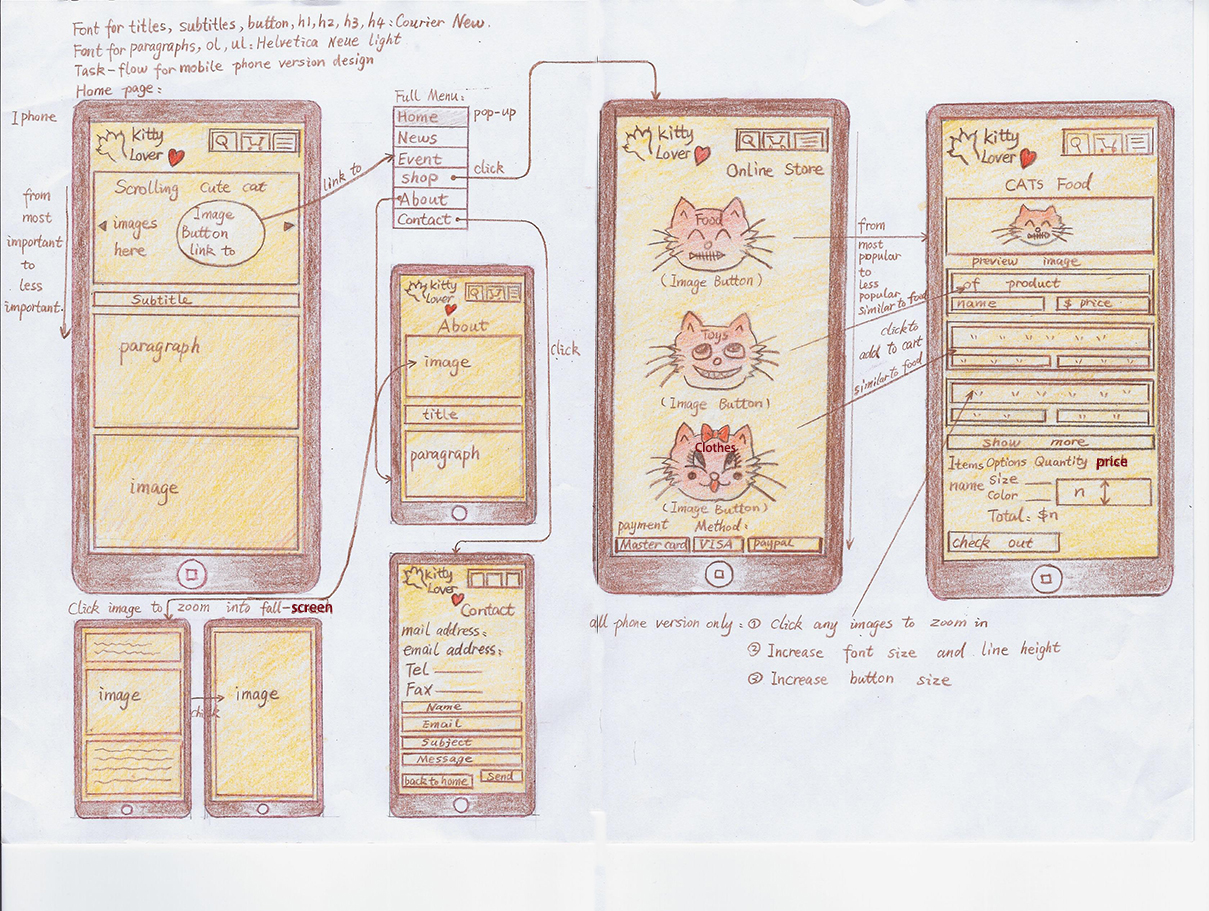 Font for titles, subtitles, button, h1, h2, h3, h4: Courier New.
Font for paragraphs, ol, ul: Helvetica Neue light
Task-flow for mobile phone version design
Home page:
Iphone
from
most
important
to
less
important.
Kitty
Lover
Scrolling cute cat
images
here
Image
Button
link to
Subtitle
paragraph
image
link to
Full Menu:
pop-up
Home
News
Event
shop
About
Contact
click
click
Kitty
Lover
About
image
title
paragraph
Click image to zoom into fall-screen
image
click
image
Kitty
Lover
Contact
mail address:
email address:
Tel
Fax
Name
Email
Subject
Message
back to home
Send
Kitty
Lover
Online Store
Food
(Image Button)
Toys
(Image Button)
Clothes
(Image Button)
payment Method:
Master card
VISA
paypal
from
most
popular
to
less
popular
similar to food
click to
add to cart
similar to food
Kitty
Lover
CATs Food
preview image
of product
name
$ price
show more
Items Options Quantity price
name
size
color
n
Total: $n
check out
all phone version only: ① Click any images to zoom in
② Increase font size and line height
③ Increase button size